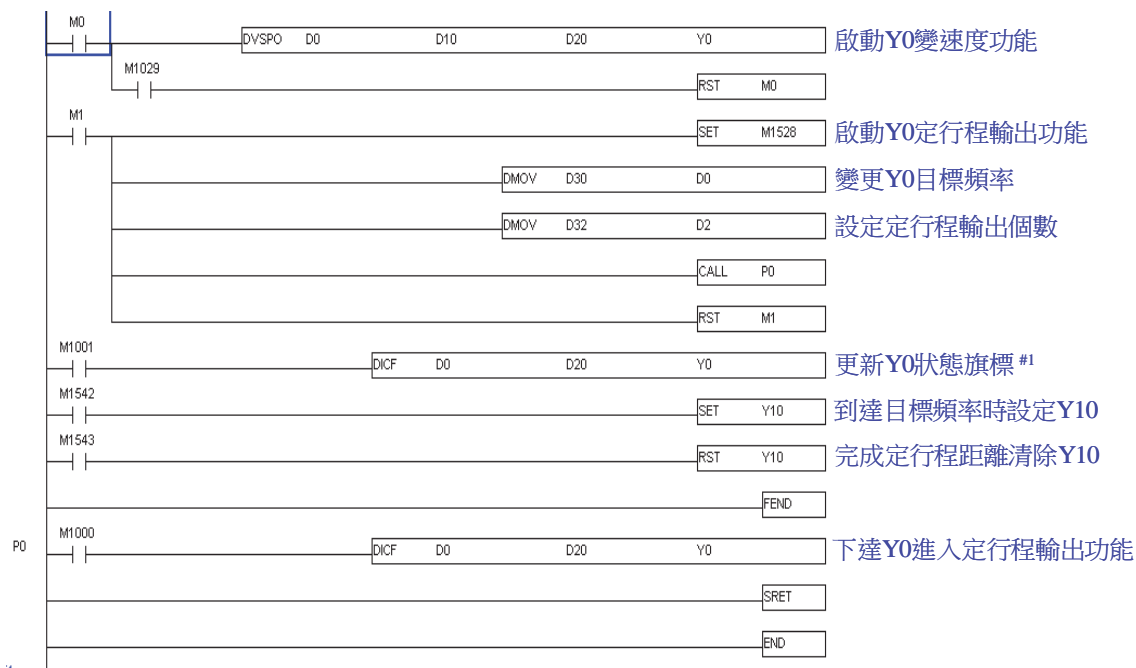 M0
DVSPO D0 D10 D20 Y0 啟動Y0變速度功能
M1029
RST M0
M1
SET M1528 啟動Y0定行程輸出功能
DMOV D30 D0 變更Y0目標頻率
DMOV D32 D2 設定定行程輸出個數
CALL P0
RST M1
M1001
DICF D0 D20 Y0 更新Y0狀態旗標 #1
M1542
SET Y10 到達目標頻率時設定Y10
M1543
RST Y10 完成定行程距離清除Y10
FEND
M1000
P0 DICF D0 D20 Y0 下達Y0進入定行程輸出功能
SRET
END